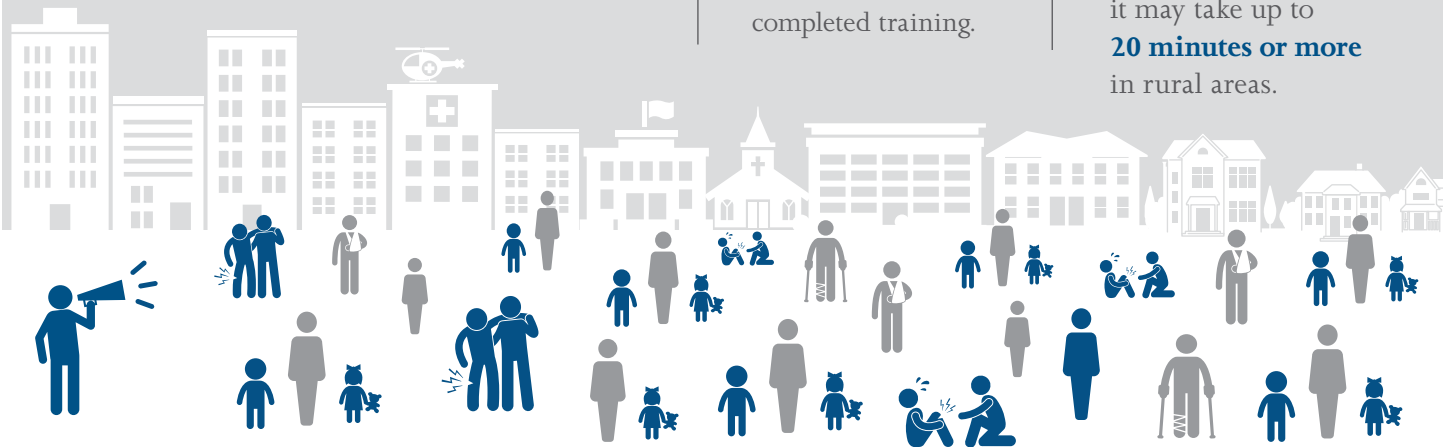 completed training.
it may take up to
20 minutes or more
in rural areas.